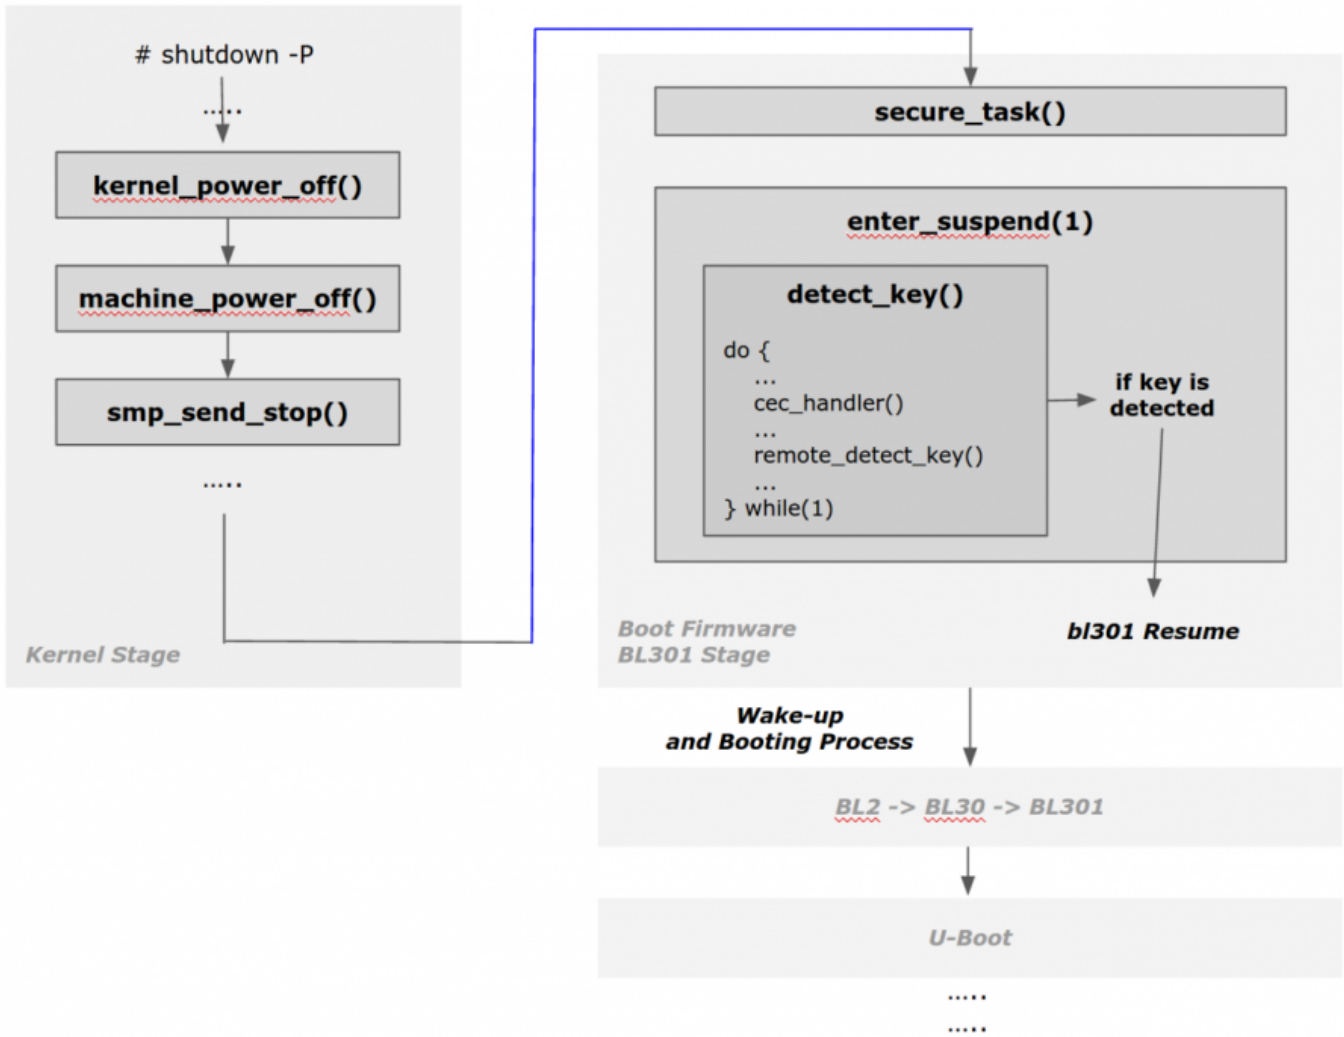 # shutdown -P
.....
kernel_power_off()
machine_power_off()
smp_send_stop()
.....
Kernel Stage
secure_task()
enter_suspend(1)
detect_key()
do {
...
cec_handler()
...
remote_detect_key()
...
} while(1)
if key is
detected
bl301 Resume
Boot Firmware
BL301 Stage
Wake-up
and Booting Process
BL2 -> BL30 -> BL301
U-Boot
.....
.....